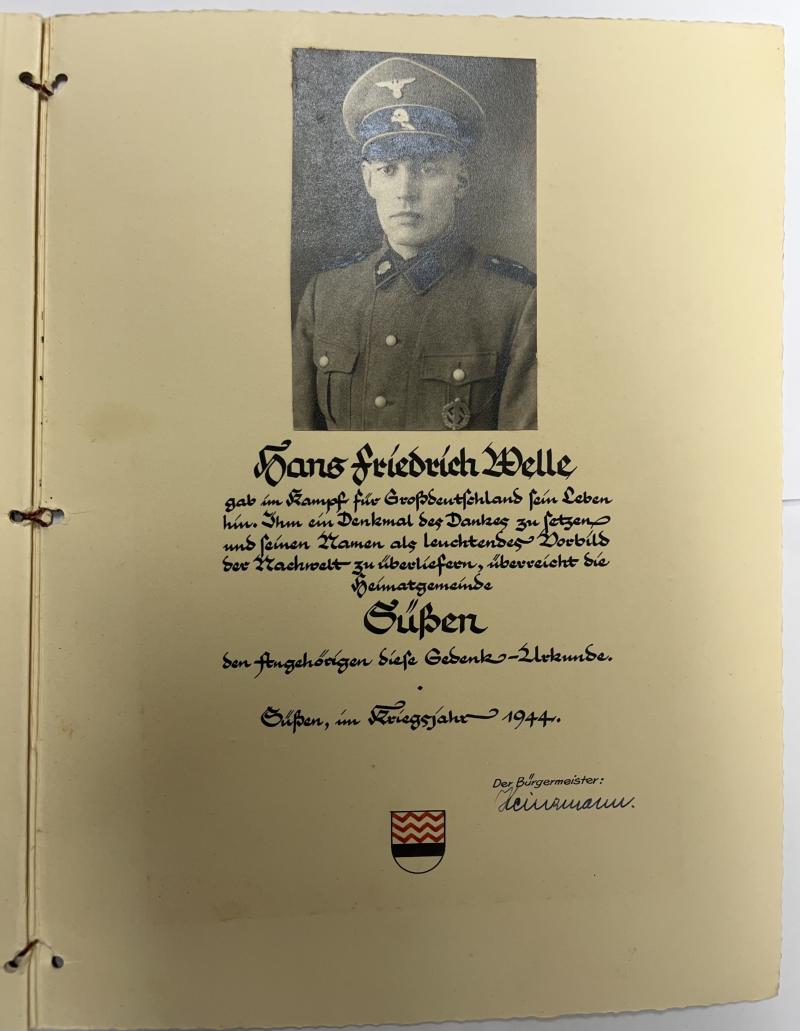 Hans Friedrich Welle
gab im Kampf für Großdeutschland sein Leben
hin. Ihm ein Denkmal des Dankes zu setzen
und seinen Namen als leuchtendes Vorbild
der Nachwelt zu überliefern, überreicht die
Heimatgemeinde
Süßen
den Angehörigen diese Gedenk-Urkunde.
Süßen, im Kriegsjahr 1944.
Der Bürgermeister: